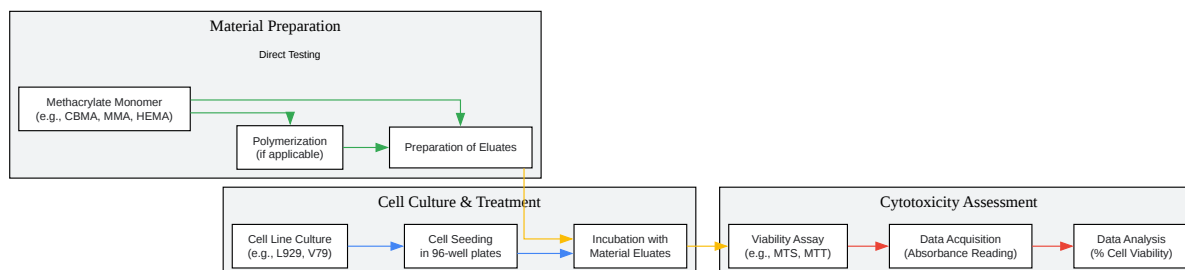 Material Preparation
Direct Testing
Methacrylate Monomer
(e.g., CBMA, MMA, HEMA)
Polymerization
(if applicable)
Preparation of Eluates
Cell Culture & Treatment
Cell Line Culture
(e.g., L929, V79)
Cell Seeding
in 96-well plates
Incubation with
Material Eluates
Cytotoxicity Assessment
Viability Assay
(e.g., MTS, MTT)
Data Acquisition
(Absorbance Reading)
Data Analysis
(% Cell Viability)